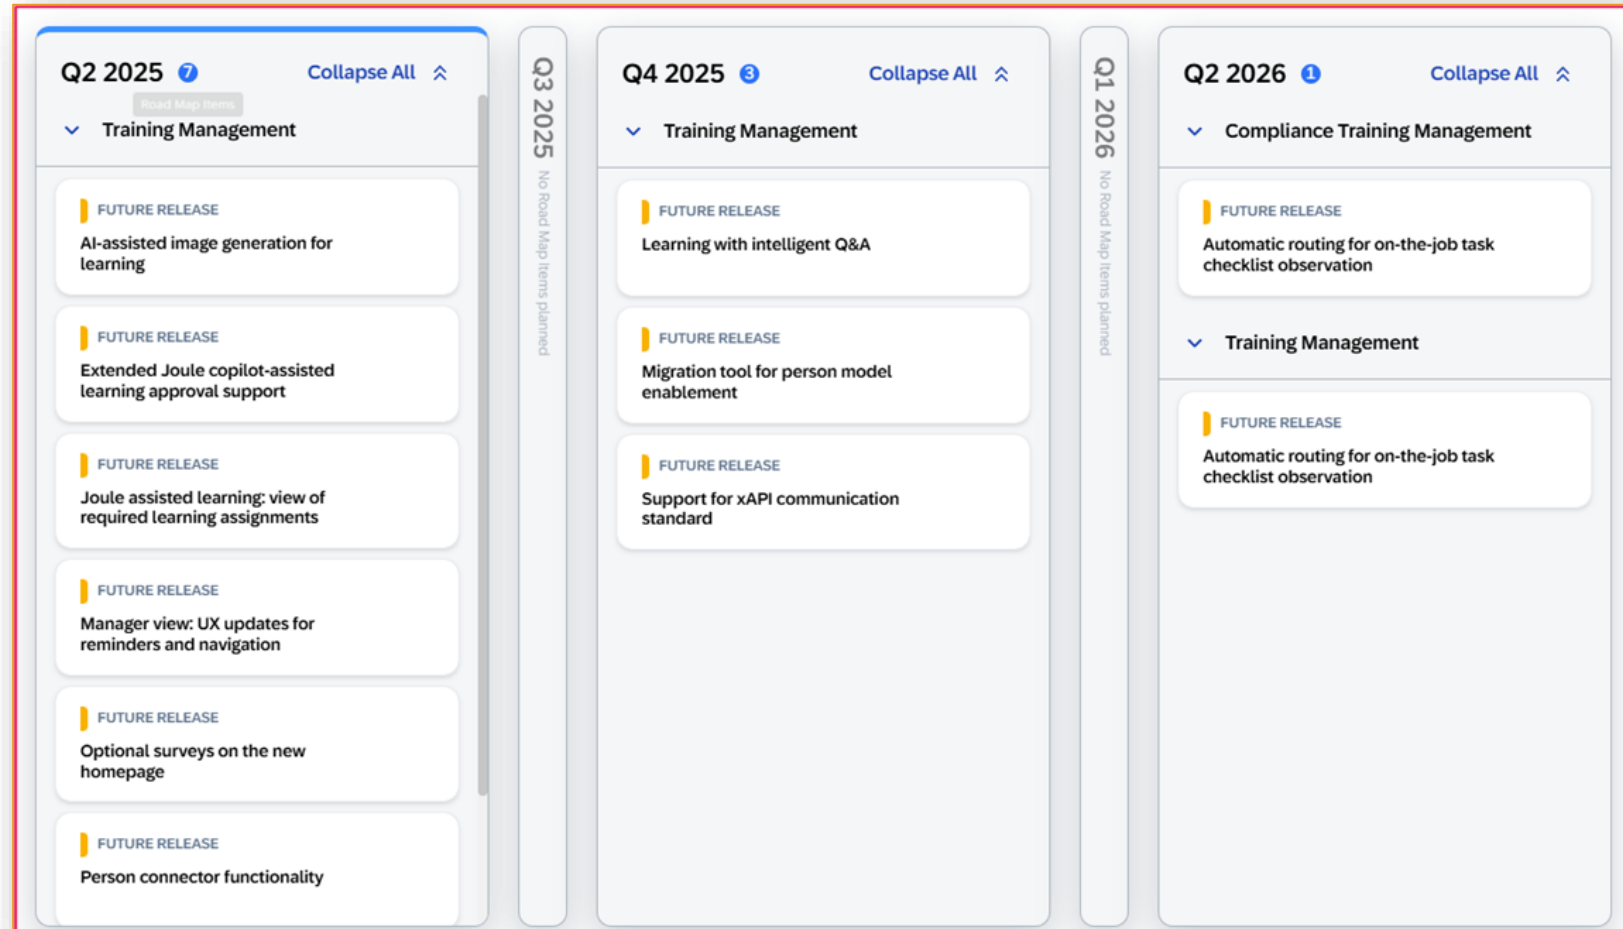 Q2 2025 7 Collapse All
Road Map Items
Training Management
FUTURE RELEASE
AI-assisted image generation for
learning
FUTURE RELEASE
Extended Joule copilot-assisted
learning approval support
FUTURE RELEASE
Joule assisted learning: view of
required learning assignments
FUTURE RELEASE
Manager view: UX updates for
reminders and navigation
FUTURE RELEASE
Optional surveys on the new
homepage
FUTURE RELEASE
Person connector functionality
Q3 2025 No Road Map Items planned
Q4 2025 3 Collapse All
Training Management
FUTURE RELEASE
Learning with intelligent Q&A
FUTURE RELEASE
Migration tool for person model
enablement
FUTURE RELEASE
Support for xAPI communication
standard
Q1 2026 No Road Map Items planned
Q2 2026 1 Collapse All
Compliance Training Management
FUTURE RELEASE
Automatic routing for on-the-job task
checklist observation
Training Management
FUTURE RELEASE
Automatic routing for on-the-job task
checklist observation